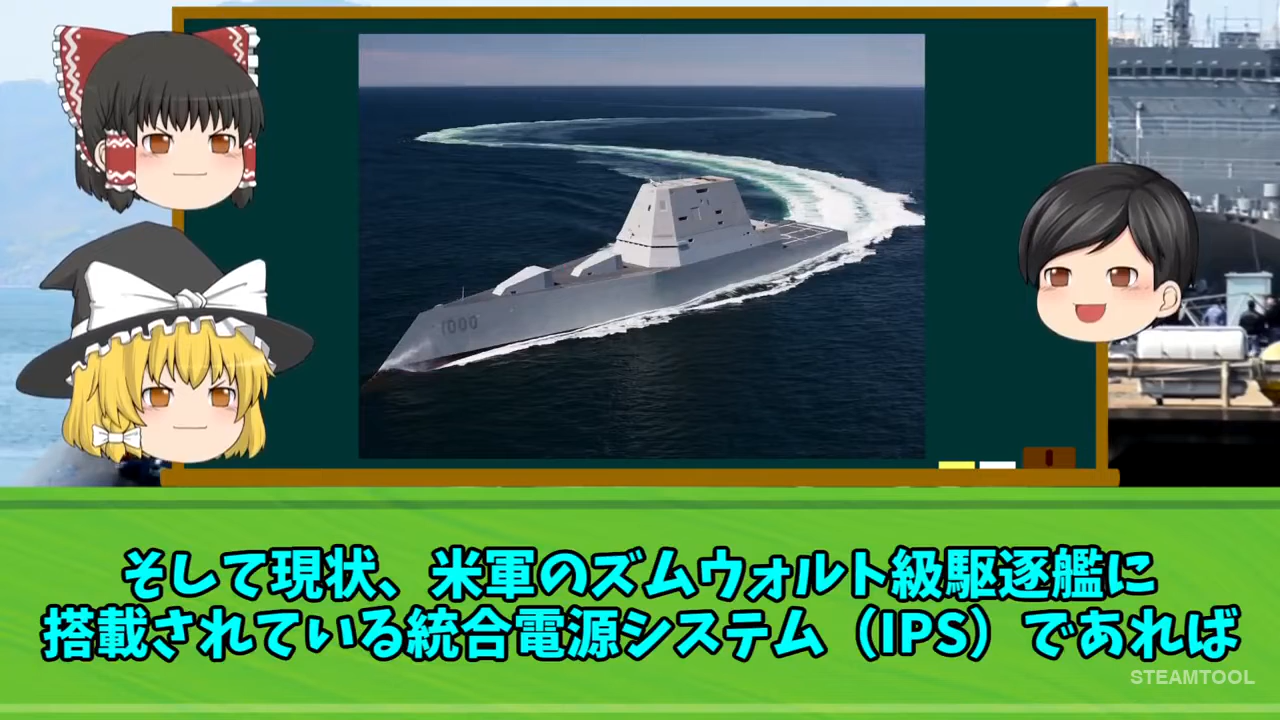 1000
そして現状、米軍のズムウォルト級駆逐艦に
搭載されている統合電源システム（IPS）であれば
STEAMTOOL